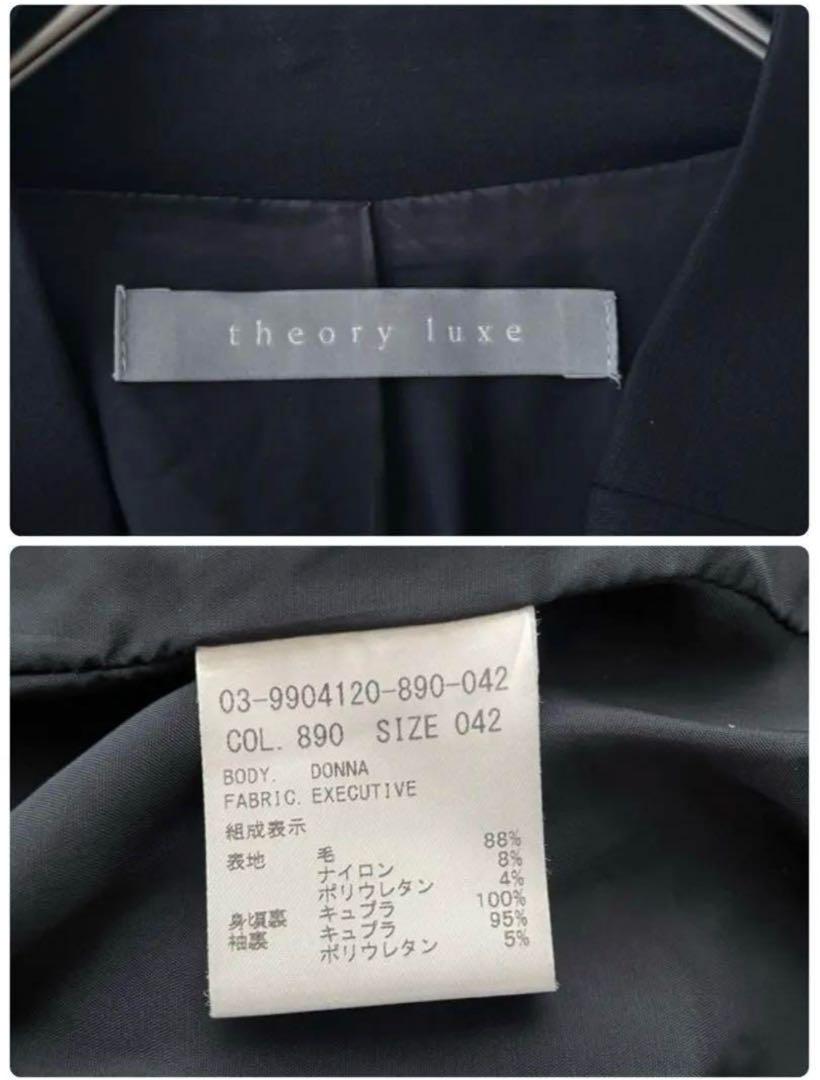 theory luxe
03-9904120-890-042
COL. 890 SIZE 042
BODY. DONNA
FABRIC. EXECUTIVE
組成表示
表地 毛 88%
ナイロン 8%
ポリウレタン 4%
身頃裏 キュプラ 100%
袖裏 キュプラ 95%
ポリウレタン 5%